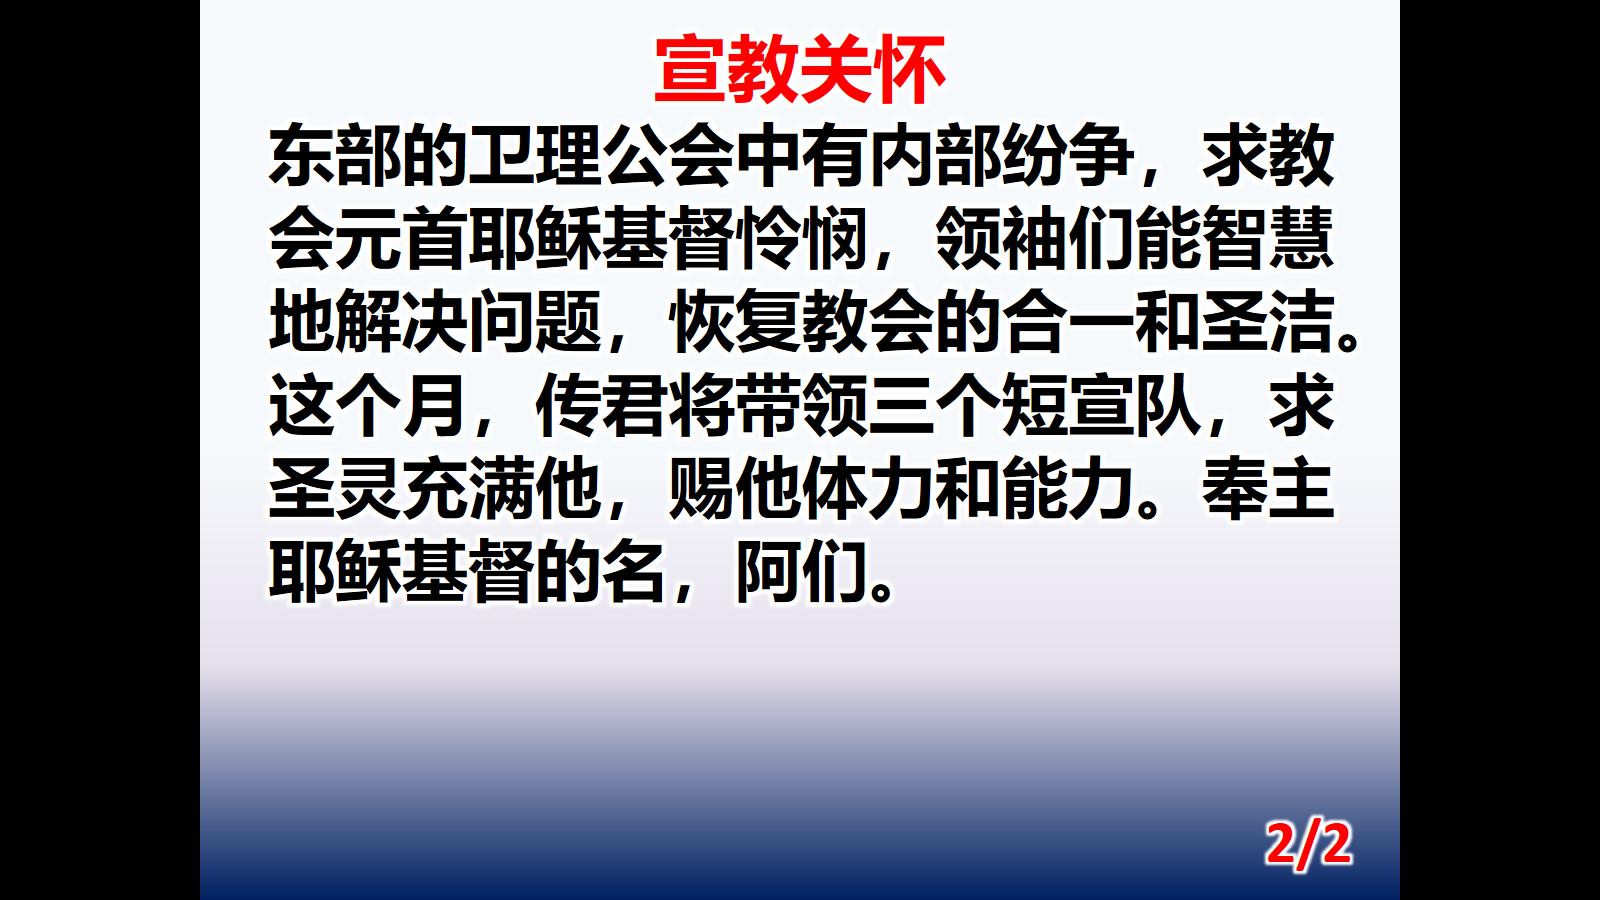 宣教关怀
东部的卫理公会中有内部纷争，求教
会元首耶稣基督怜悯，领袖们能智慧
地解决问题，恢复教会的合一和圣洁。
这个月，传君将带领三个短宣队，求
圣灵充满他，赐他体力和能力。奉主
耶稣基督的名，阿们。
2/2